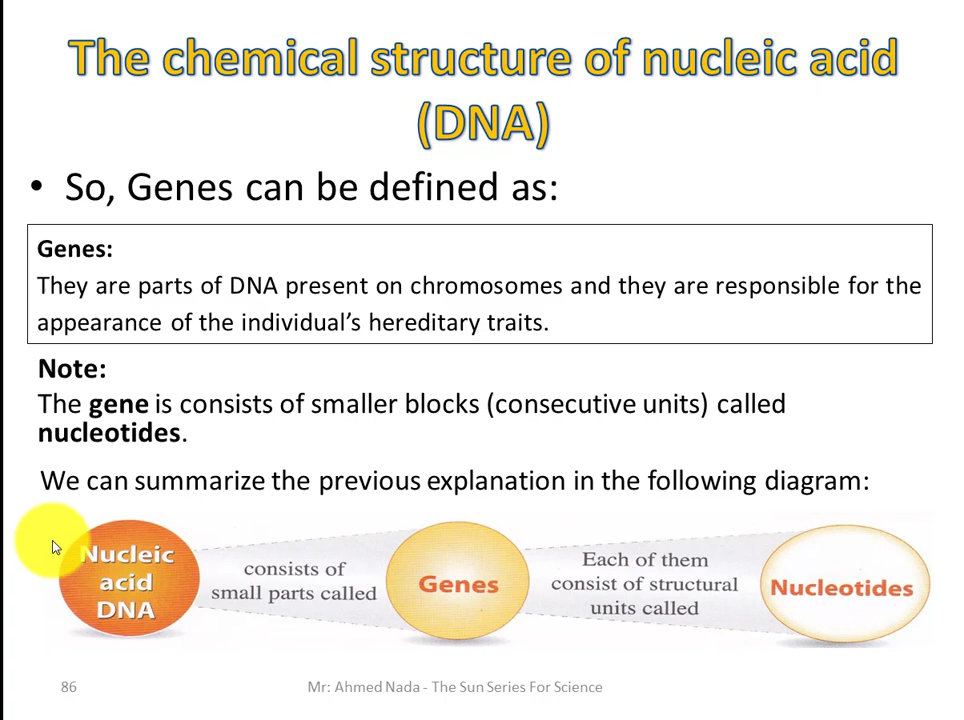 The chemical structure of nucleic acid
(DNA)
• So, Genes can be defined as:
Genes:
They are parts of DNA present on chromosomes and they are responsible for the
appearance of the individual’s hereditary traits.
Note:
The gene is consists of smaller blocks (consecutive units) called
nucleotides.
We can summarize the previous explanation in the following diagram:
Nucleic
acid
DNA
consists of
small parts called
Genes
Each of them
consist of structural
units called
Nucleotides
86
Mr: Ahmed Nada - The Sun Series For Science